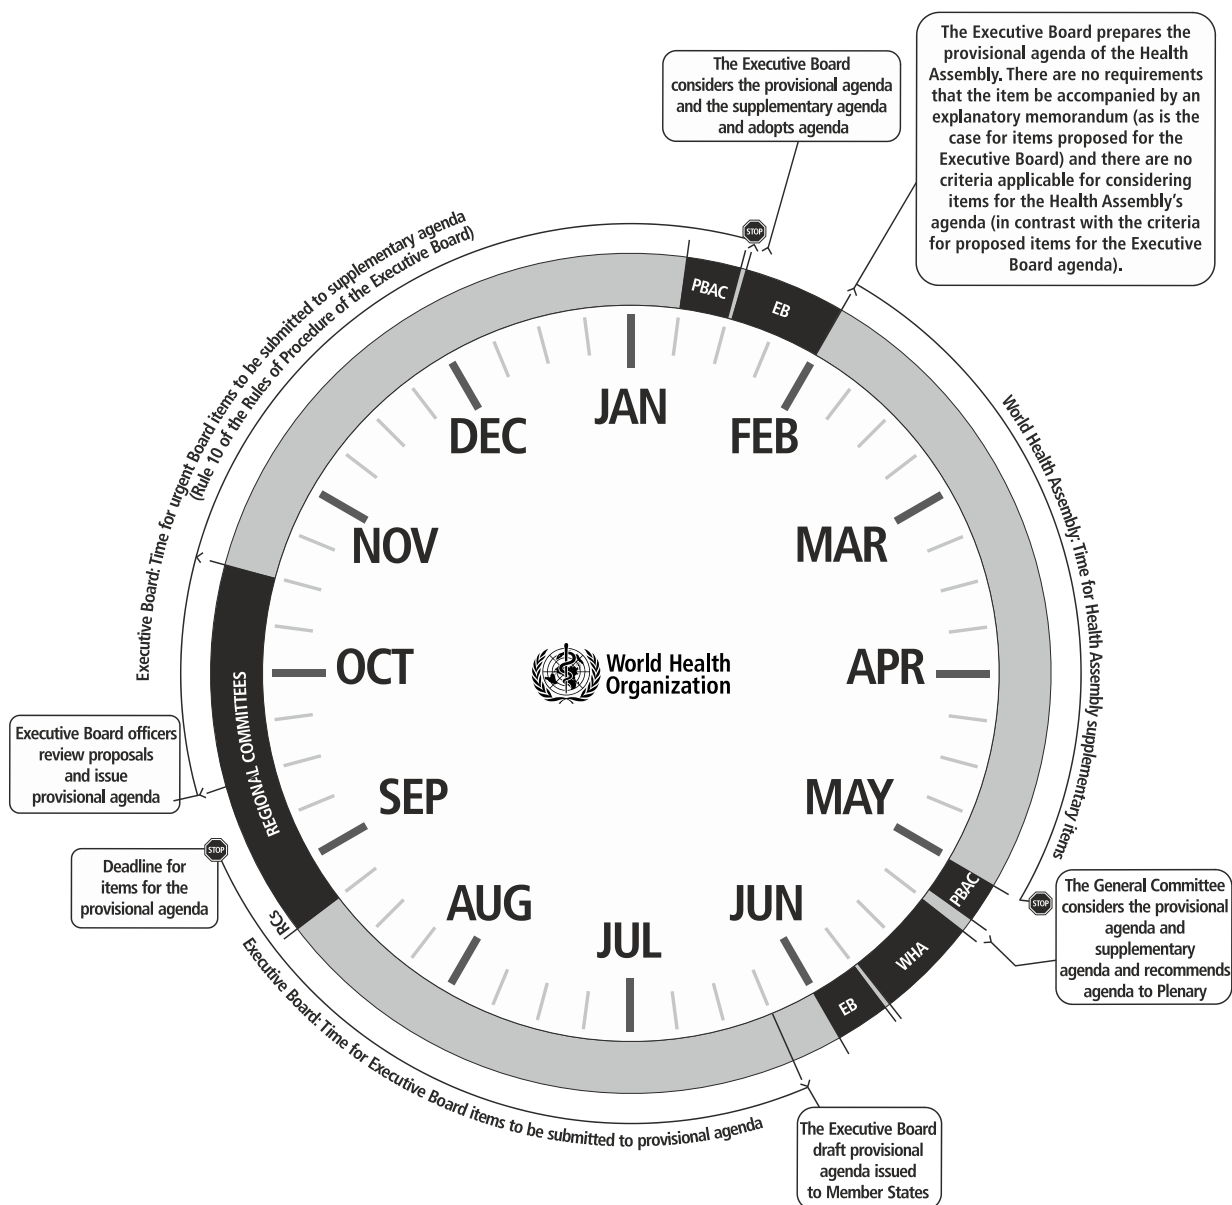 The Executive Board prepares the
provisional agenda of the Health
Assembly. There are no requirements
that the item be accompanied by an
explanatory memorandum (as is the
case for items proposed for the
Executive Board) and there are no
criteria applicable for considering
items for the Health Assembly's
agenda (in contrast with the criteria
for proposed items for the Executive
Board agenda).
The Executive Board
considers the provisional agenda
and the supplementary agenda
and adopts agenda
STOP
PBAC
EB
Executive Board: Time for urgent Board items to be submitted to supplementary agenda
(Rule 10 of the Rules of Procedure of the Executive Board)
World Health Assembly: Time for Health Assembly supplementary items
JAN
FEB
MAR
APR
MAY
JUN
JUL
AUG
SEP
OCT
NOV
DEC
World Health
Organization
REGIONAL COMMITTEES
Executive Board officers
review proposals
and issue
provisional agenda
STOP
Deadline for
items for the
provisional agenda
RCS
Executive Board: Time for Executive Board items to be submitted to provisional agenda
PBAC
WHA
EB
STOP
The General Committee
considers the provisional
agenda and
supplementary
agenda and recommends
agenda to Plenary
The Executive Board
draft provisional
agenda issued
to Member States